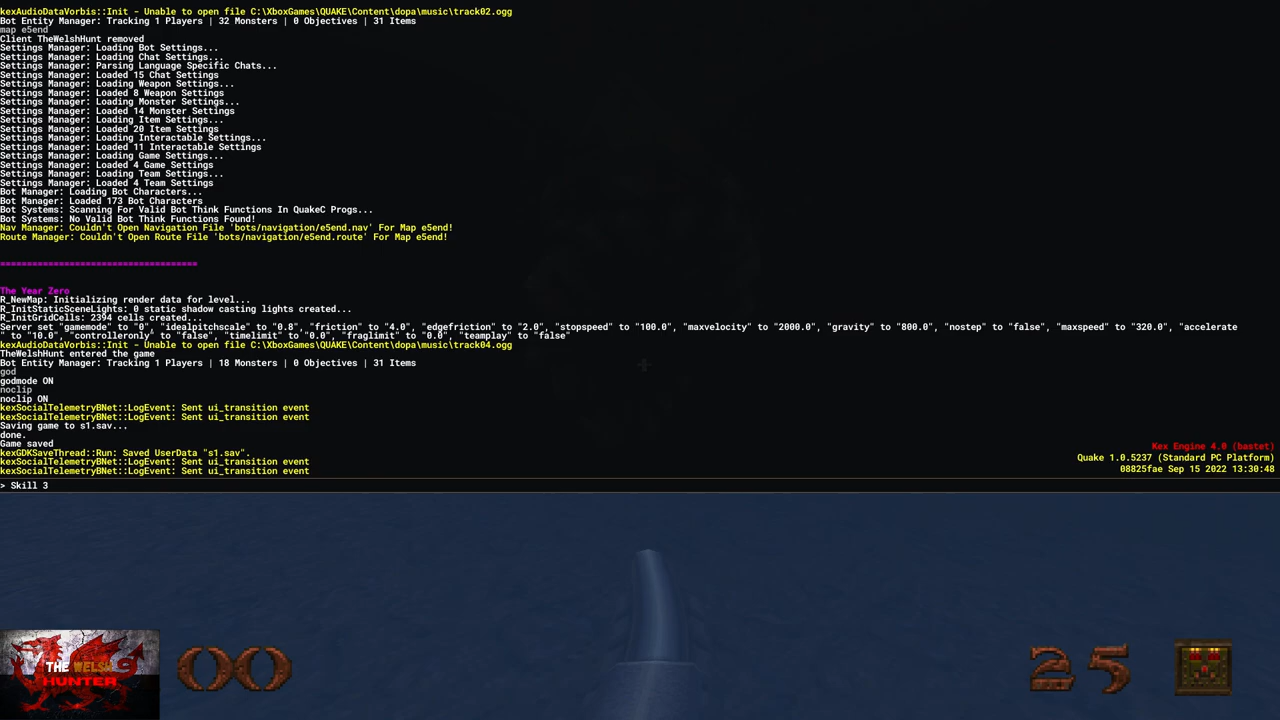 kexAudioDataVorbis::Init - Unable to open file C:\XboxGames\QUAKE\Content\dopa\music\track02.ogg
Bot Entity Manager: Tracking 1 Players | 32 Monsters | 0 Objectives | 31 Items
map e5end
Client TheWelshHunt removed
Settings Manager: Loading Bot Settings...
Settings Manager: Loading Chat Settings...
Settings Manager: Parsing Language Specific Chats...
Settings Manager: Loaded 15 Chat Settings
Settings Manager: Loading Weapon Settings...
Settings Manager: Loaded 8 Weapon Settings
Settings Manager: Loading Monster Settings...
Settings Manager: Loaded 14 Monster Settings
Settings Manager: Loading Item Settings...
Settings Manager: Loaded 20 Item Settings
Settings Manager: Loading Interactable Settings...
Settings Manager: Loaded 11 Interactable Settings
Settings Manager: Loading Game Settings...
Settings Manager: Loaded 4 Game Settings
Settings Manager: Loading Team Settings...
Settings Manager: Loaded 4 Team Settings
Bot Manager: Loading Bot Characters...
Bot Manager: Loaded 173 Bot Characters
Bot Systems: Scanning For Valid Bot Think Functions In QuakeC Progs...
Bot Systems: No Valid Bot Think Functions Found!
Nav Manager: Couldn't Open Navigation File 'bots/navigation/e5end.nav' For Map e5end!
Route Manager: Couldn't Open Route File 'bots/navigation/e5end.route' For Map e5end!
=====================================
The Year Zero
R_NewMap: Initializing render data for level...
R_InitStaticSceneLights: 0 static shadow casting lights created...
R_InitGridCells: 2394 cells created...
Server set "gamemode" to "0", "idealpitchscale" to "0.8", "friction" to "4.0", "edgefriction" to "2.0", "stopspeed" to "100.0", "maxvelocity" to "2000.0", "gravity" to "800.0", "nostep" to "false", "maxspeed" to "320.0", "accelerate
" to "10.0", "controlleronly" to "false", "timelimit" to "0.0", "fraglimit" to "0.0", "teamplay" to "false"
kexAudioDataVorbis::Init - Unable to open file C:\XboxGames\QUAKE\Content\dopa\music\track04.ogg
TheWelshHunt entered the game
Bot Entity Manager: Tracking 1 Players | 18 Monsters | 0 Objectives | 31 Items
god
godmode ON
noclip
noclip ON
kexSocialTelemetryBNet::LogEvent: Sent ui_transition event
kexSocialTelemetryBNet::LogEvent: Sent ui_transition event
Saving game to s1.sav...
done.
Game saved
kexGDKSaveThread::Run: Saved UserData "s1.sav".
kexSocialTelemetryBNet::LogEvent: Sent ui_transition event
kexSocialTelemetryBNet::LogEvent: Sent ui_transition event
Kex Engine 4.0 (bastet)
Quake 1.0.5237 (Standard PC Platform)
08825fae Sep 15 2022 13:30:48
> Skill 3
THE WELSH
HUNTER
00
25